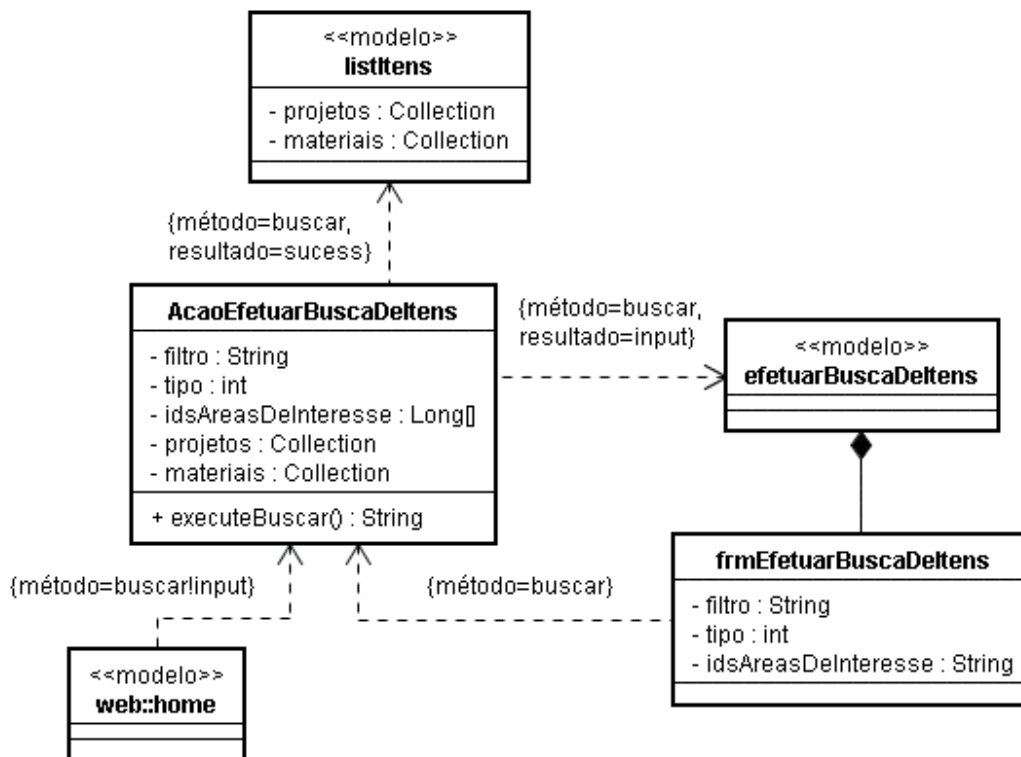 <<modelo>>
listItens
- projetos : Collection
- materiais : Collection
{método=buscar,
resultado=sucess}
AcaoEfetuarBuscaDeItens
- filtro : String
- tipo : int
- idsAreasDeInteresse : Long[]
- projetos : Collection
- materiais : Collection
+ executeBuscar() : String
{método=buscar,
resultado=input}
<<modelo>>
efetuarBuscaDeItens
{método=buscar!input}
{método=buscar}
frmEfetuarBuscaDeItens
- filtro : String
- tipo : int
- idsAreasDeInteresse : String
<<modelo>>
web::home